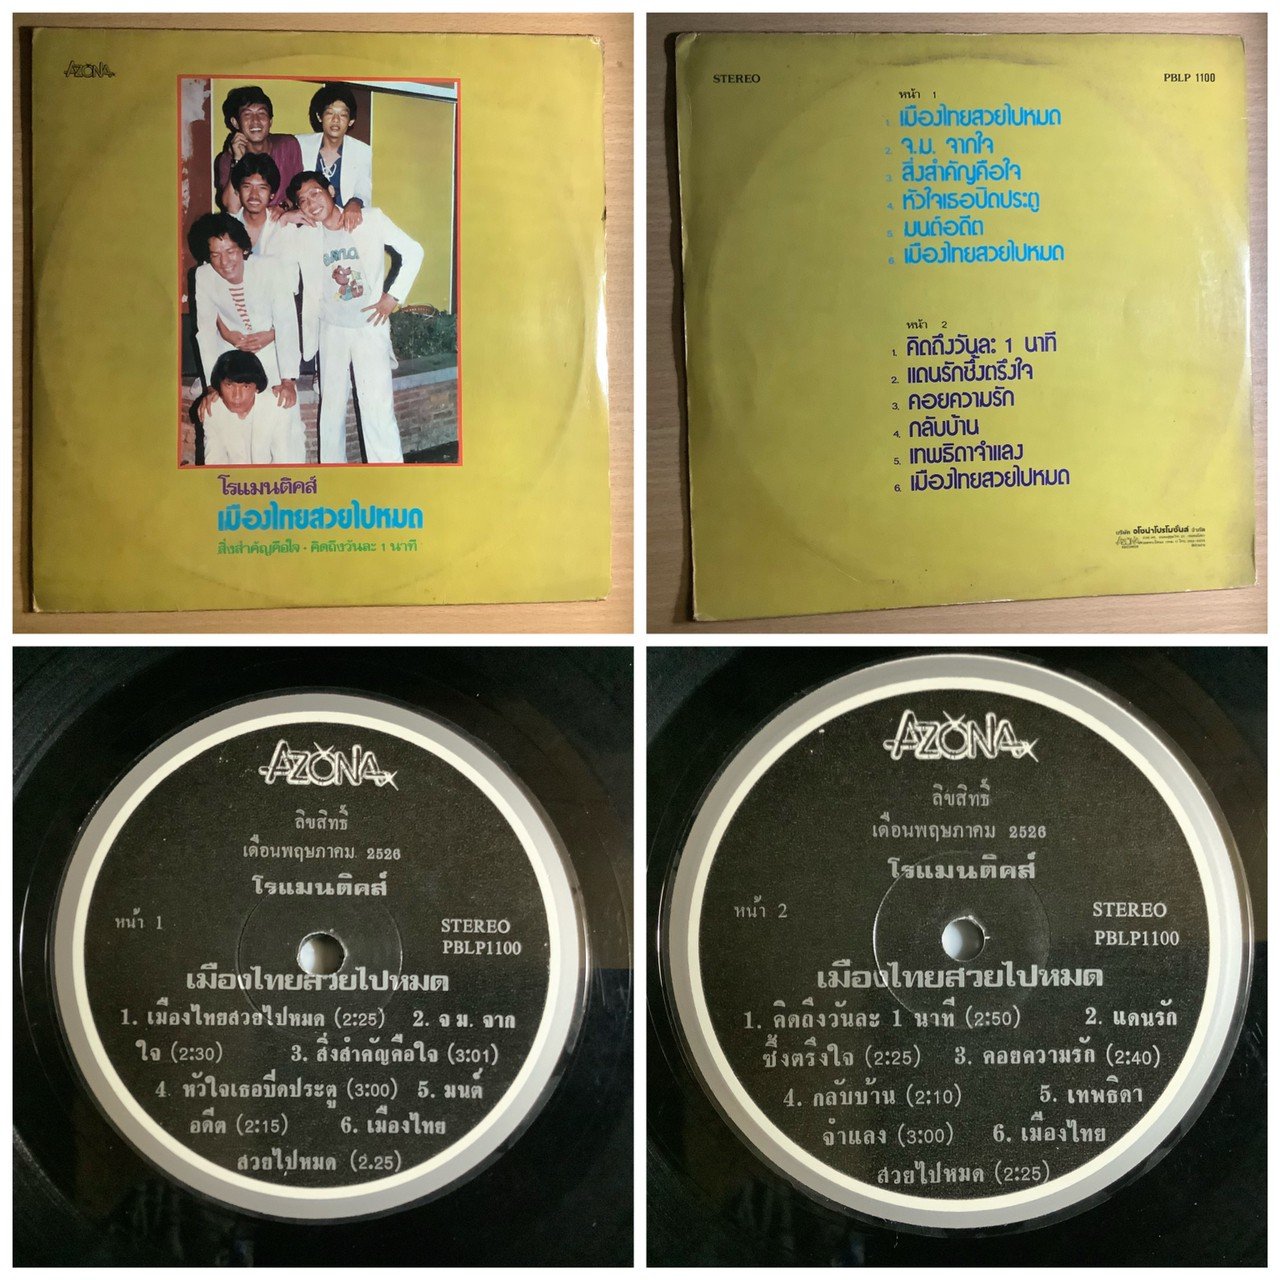 AZONA
โรแมนติคส์
เมืองไทยสวยไปหมด
สิ่งสำคัญคือใจ - คิดถึงวันละ 1 นาที
STEREO
PBLP 1100
หน้า 1
1. เมืองไทยสวยไปหมด
2. จ.ม. จากใจ
3. สิ่งสำคัญคือใจ
4. หัวใจเธอปิดประตู
5. มนต์อดีต
6. เมืองไทยสวยไปหมด
หน้า 2
1. คิดถึงวันละ 1 นาที
2. แดนรักซึ้งตรึงใจ
3. คอยความรัก
4. กลับบ้าน
5. เทพธิดาจำแลง
6. เมืองไทยสวยไปหมด
บริษัท อโซน่าโปรโมชั่นส์ จำกัด
AZONA
AZONA
ลิขสิทธิ์
เดือนพฤษภาคม 2526
โรแมนติคส์
หน้า 1
STEREO
PBLP1100
เมืองไทยสวยไปหมด
1. เมืองไทยสวยไปหมด (2:25) 2. จ ม. จาก
ใจ (2:30) 3. สิ่งสำคัญคือใจ (3:01)
4. หัวใจเธอปิดประตู (3:00) 5. มนต์
อดีต (2:15) 6. เมืองไทย
สวยไปหมด (2.25)
AZONA
ลิขสิทธิ์
เดือนพฤษภาคม 2526
โรแมนติคส์
หน้า 2
STEREO
PBLP1100
เมืองไทยสวยไปหมด
1. คิดถึงวันละ 1 นาที (2:50) 2. แดนรัก
ซึ้งตรึงใจ (2:25) 3. คอยความรัก (2:40)
4. กลับบ้าน (2:10) 5. เทพธิดา
จำแลง (3:00) 6. เมืองไทย
สวยไปหมด (2:25)